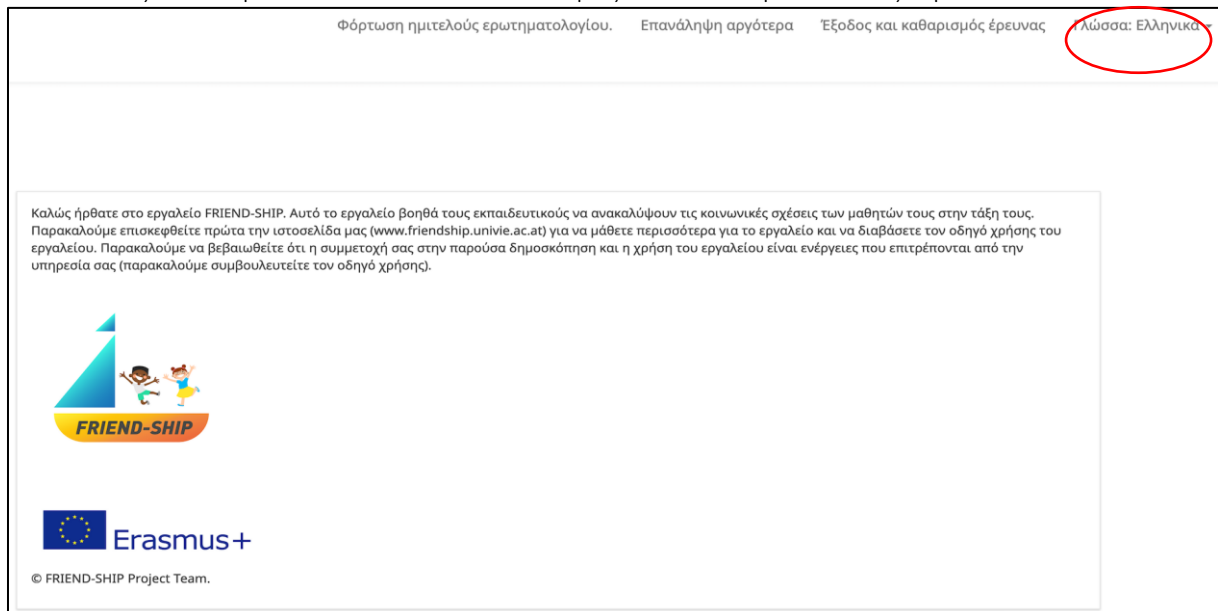 Φόρτωση ημιτελούς ερωτηματολογίου. Επανάληψη αργότερα Έξοδος και καθαρισμός έρευνας Γλώσσα: Ελληνικά
Καλώς ήρθατε στο εργαλείο FRIEND-SHIP. Αυτό το εργαλείο βοηθά τους εκπαιδευτικούς να ανακαλύψουν τις κοινωνικές σχέσεις των μαθητών τους στην τάξη τους.
Παρακαλούμε επισκεφθείτε πρώτα την ιστοσελίδα μας (www.friendship.univie.ac.at) για να μάθετε περισσότερα για το εργαλείο και να διαβάσετε τον οδηγό χρήσης του
εργαλείου. Παρακαλούμε να βεβαιωθείτε ότι η συμμετοχή σας στην παρούσα δημοσκόπηση και η χρήση του εργαλείου είναι ενέργειες που επιτρέπονται από την
υπηρεσία σας (παρακαλούμε συμβουλευτείτε τον οδηγό χρήσης).
FRIEND-SHIP
Erasmus+
© FRIEND-SHIP Project Team.